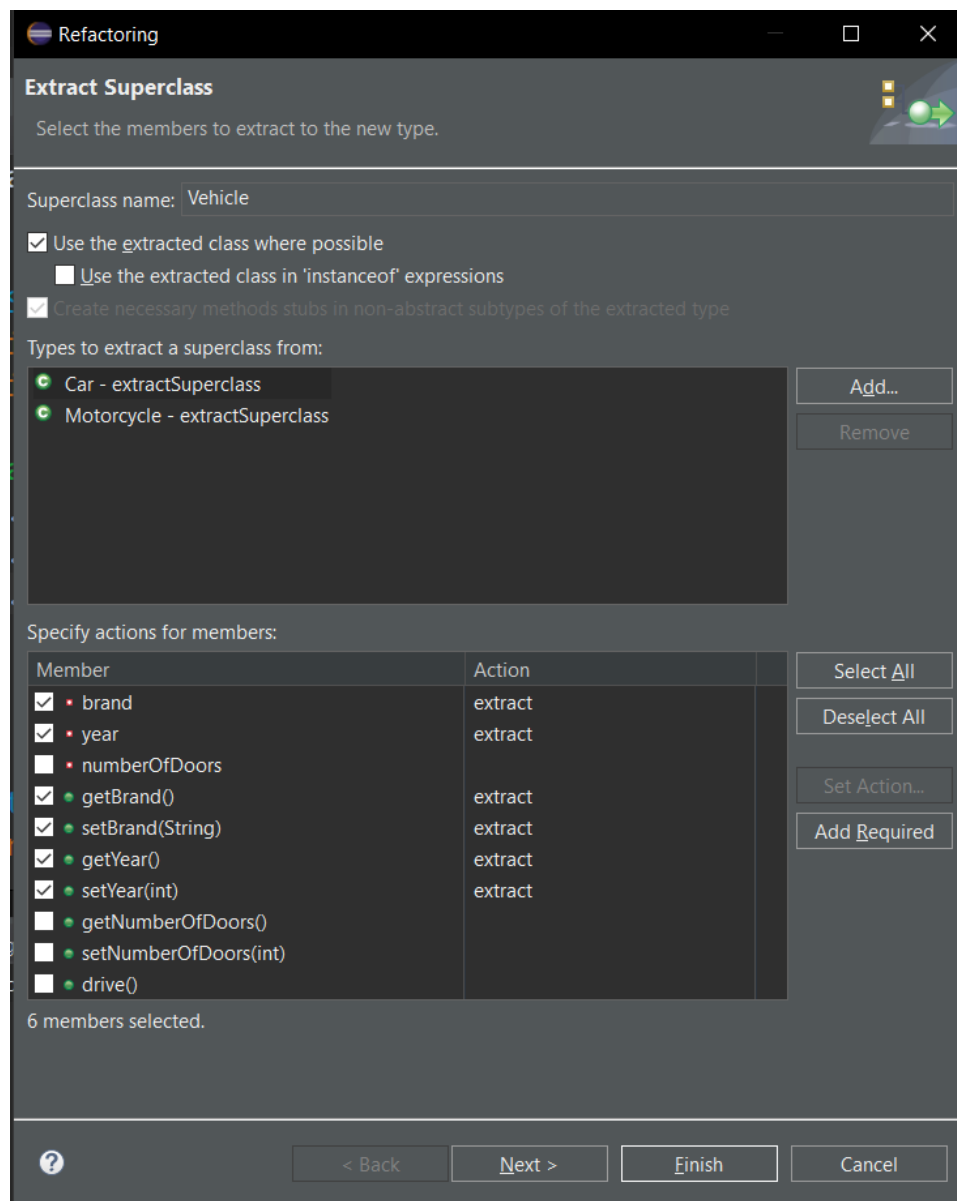 Refactoring
Extract Superclass
Select the members to extract to the new type.
Superclass name: Vehicle
Use the extracted class where possible
Use the extracted class in 'instanceof' expressions
Create necessary methods stubs in non-abstract subtypes of the extracted type
Types to extract a superclass from:
Car - extractSuperclass
Motorcycle - extractSuperclass
Add...
Remove
Specify actions for members:
Member Action
brand extract
year extract
numberOfDoors
getBrand() extract
setBrand(String) extract
getYear() extract
setYear(int) extract
getNumberOfDoors()
setNumberOfDoors(int)
drive()
Select All
Deselect All
Set Action...
Add Required
6 members selected.
< Back Next > Finish Cancel